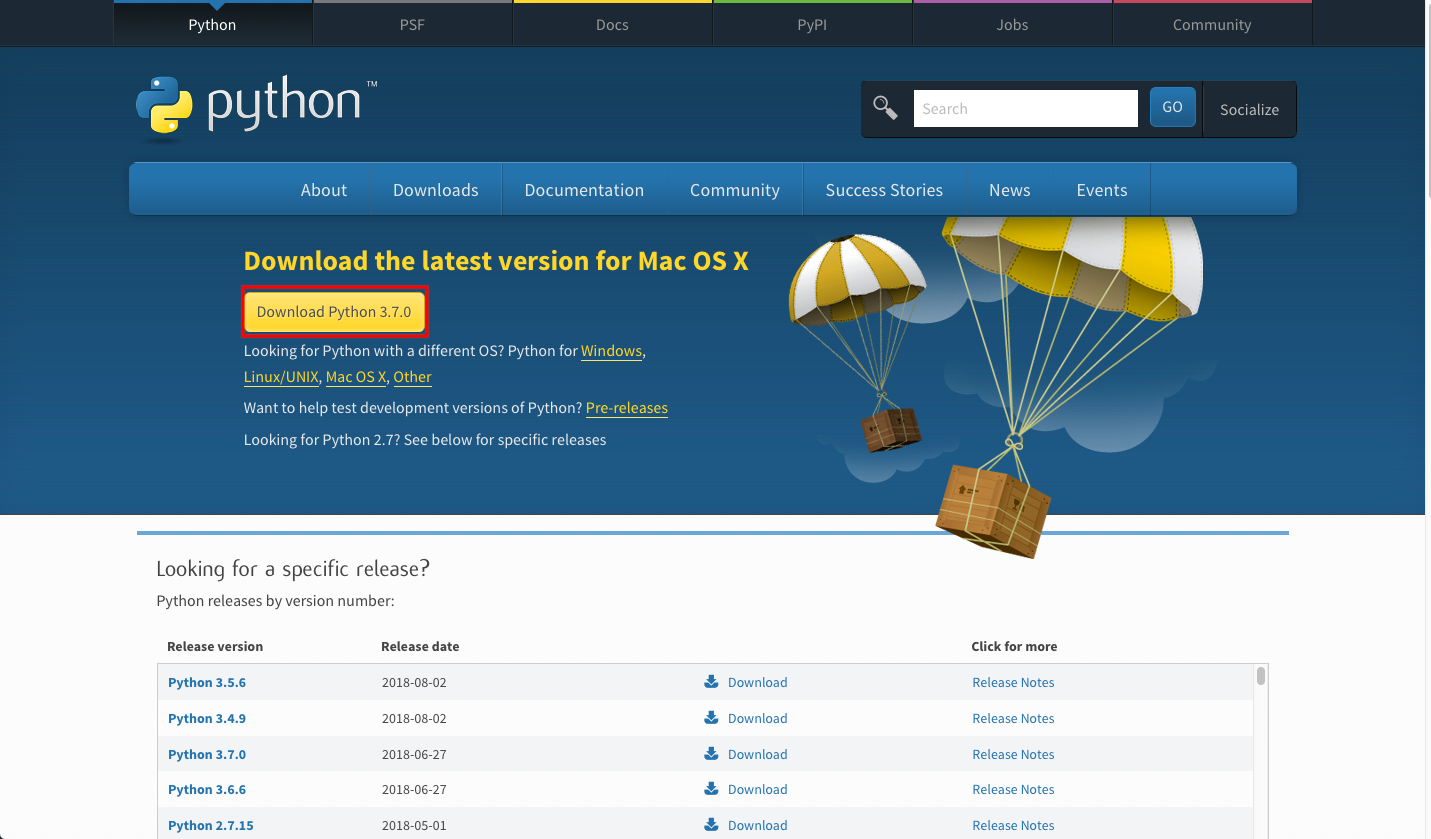 Python PSF Docs PyPI Jobs Community
python™
Search GO Socialize
About Downloads Documentation Community Success Stories News Events
Download the latest version for Mac OS X
Download Python 3.7.0
Looking for Python with a different OS? Python for Windows,
Linux/UNIX, Mac OS X, Other
Want to help test development versions of Python? Pre-releases
Looking for Python 2.7? See below for specific releases
Looking for a specific release?
Python releases by version number:
Release version Release date Click for more
Python 3.5.6 2018-08-02 Download Release Notes
Python 3.4.9 2018-08-02 Download Release Notes
Python 3.7.0 2018-06-27 Download Release Notes
Python 3.6.6 2018-06-27 Download Release Notes
Python 2.7.15 2018-05-01 Download Release Notes